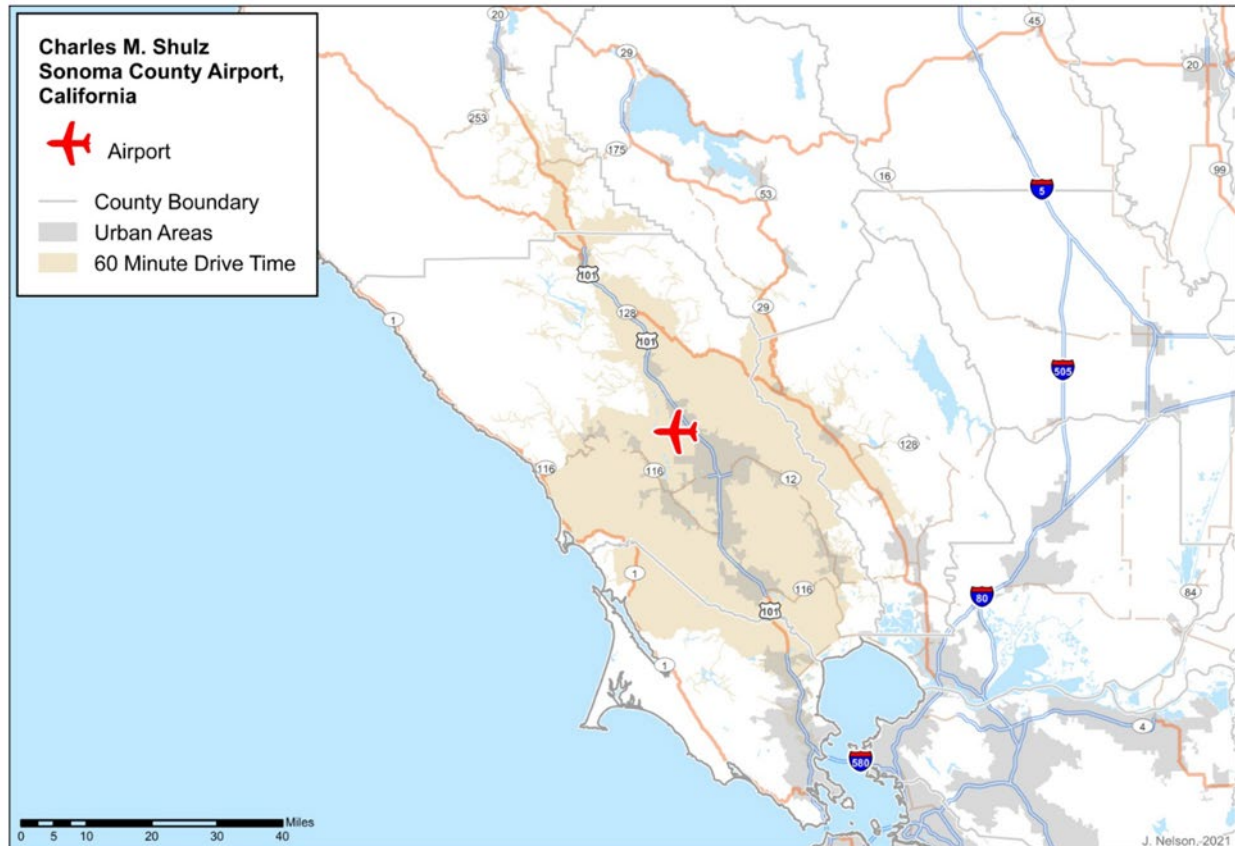 Charles M. Shulz
Sonoma County Airport,
California
Airport
County Boundary
Urban Areas
60 Minute Drive Time
20
29
45
20
253
175
53
16
5
99
101
1
128
29
101
505
128
116
116
12
1
116
101
80
84
1
4
580
Miles
0 5 10 20 30 40
J. Nelson, 2021